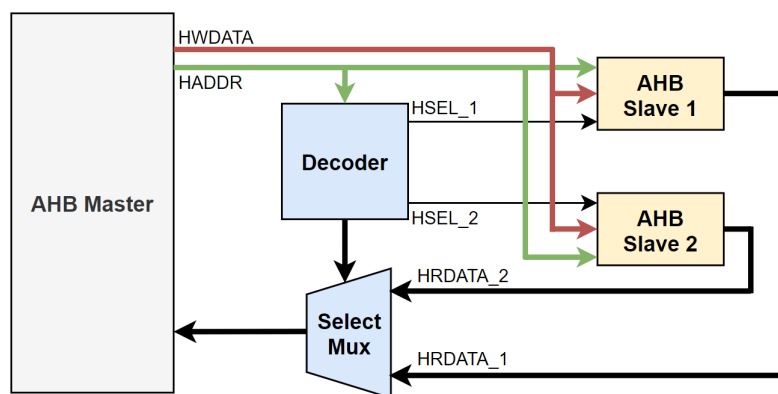 HWDATA
HADDR
AHB Master
Decoder
HSEL_1
HSEL_2
AHB
Slave 1
AHB
Slave 2
HRDATA_2
Select
Mux
HRDATA_1